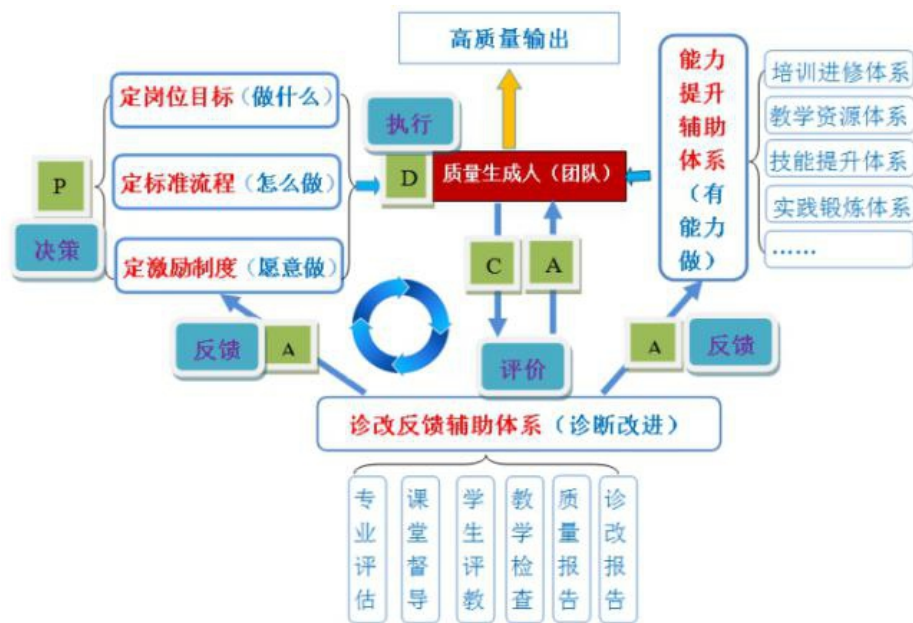 高质量输出
定岗位目标（做什么）
定标准流程（怎么做）
定激励制度（愿意做）
P
决策
执行
D
质量生成人（团队）
能力
提升
辅助
体系
（有
能力
做）
培训进修体系
教学资源体系
技能提升体系
实践锻炼体系
……
C
A
评价
反馈
A
A
反馈
诊改反馈辅助体系（诊断改进）
专业评估
课堂督导
学生评教
教学检查
质量报告
诊改报告